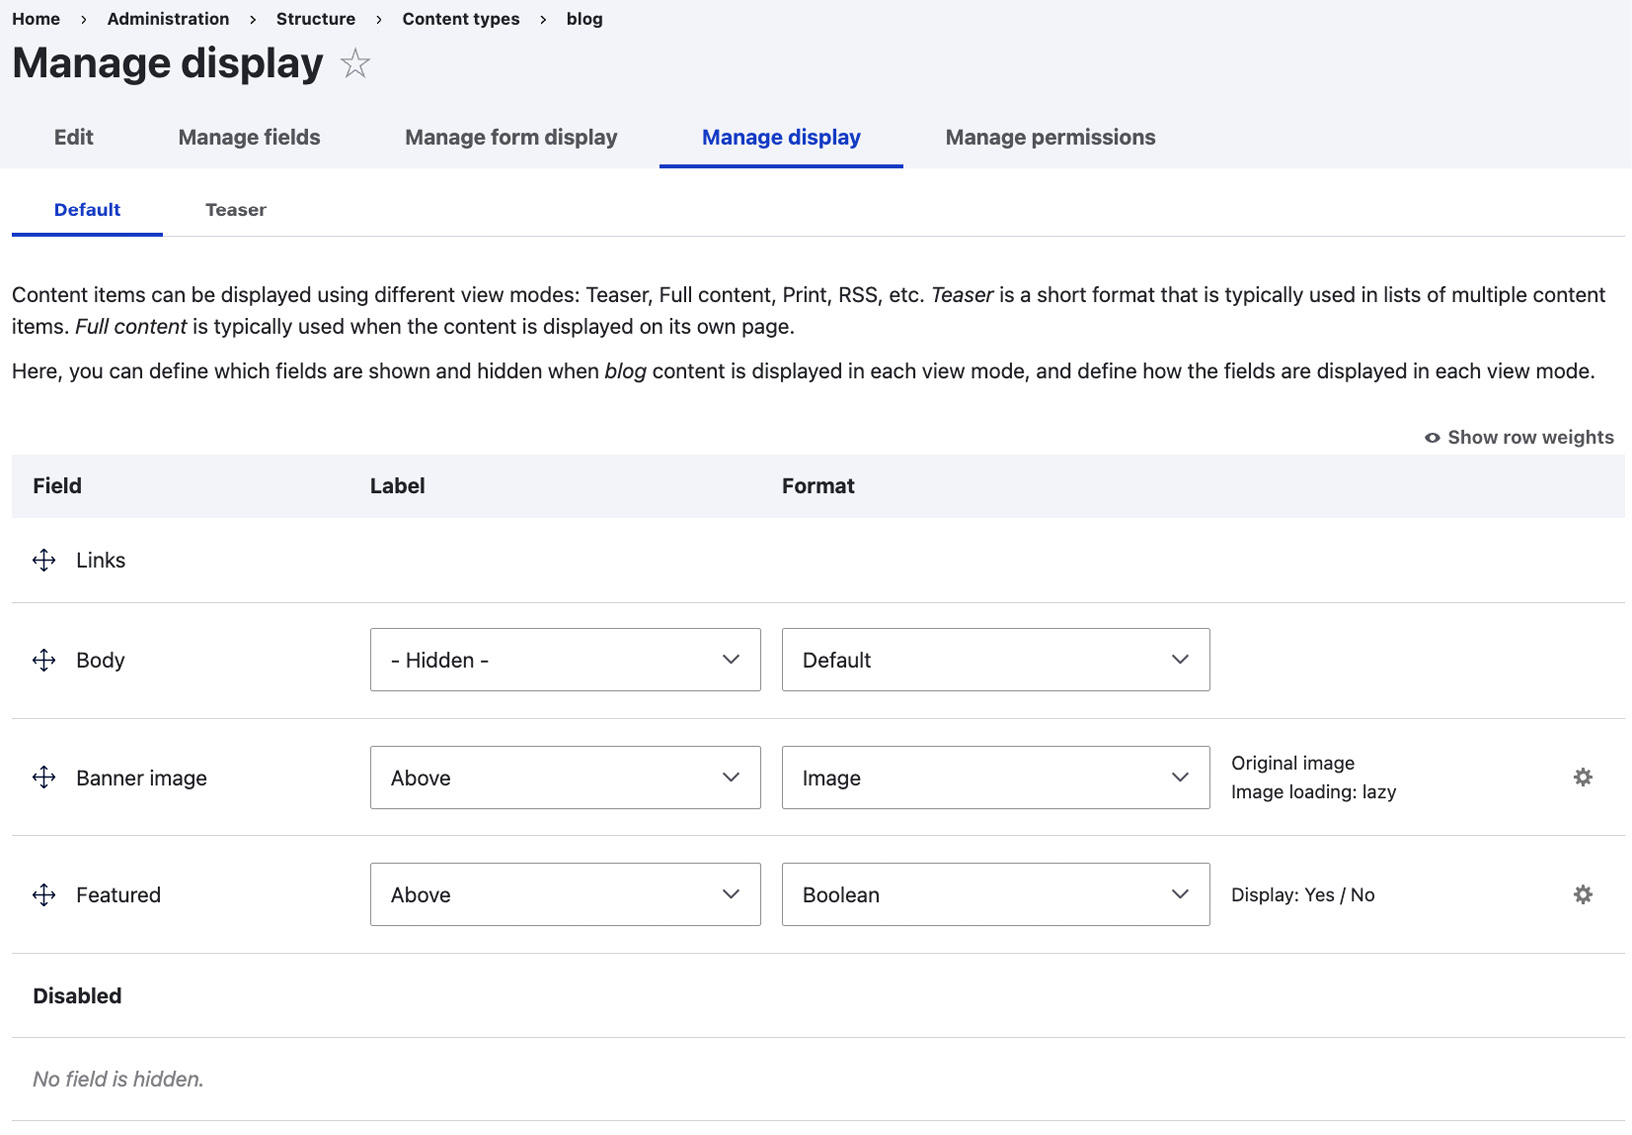 Home › Administration › Structure › Content types › blog
Manage display
Edit Manage fields Manage form display Manage display Manage permissions
Default Teaser
Content items can be displayed using different view modes: Teaser, Full content, Print, RSS, etc. Teaser is a short format that is typically used in lists of multiple content
items. Full content is typically used when the content is displayed on its own page.
Here, you can define which fields are shown and hidden when blog content is displayed in each view mode, and define how the fields are displayed in each view mode.
Show row weights
Field Label Format
Links
Body - Hidden - Default
Banner image Above Image Original image
Image loading: lazy
Featured Above Boolean Display: Yes / No
Disabled
No field is hidden.